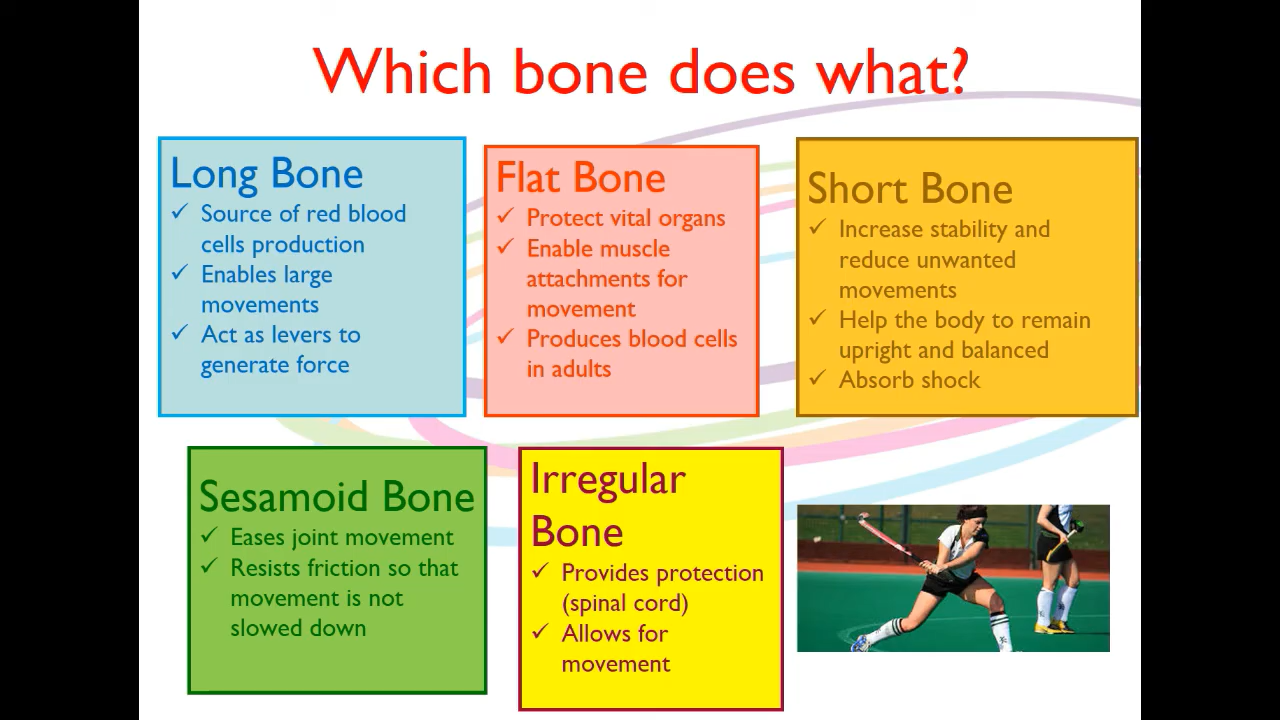 Which bone does what?
Long Bone
✓ Source of red blood
cells production
✓ Enables large
movements
✓ Act as levers to
generate force
Flat Bone
✓ Protect vital organs
✓ Enable muscle
attachments for
movement
✓ Produces blood cells
in adults
Short Bone
✓ Increase stability and
reduce unwanted
movements
✓ Help the body to remain
upright and balanced
✓ Absorb shock
Sesamoid Bone
✓ Eases joint movement
✓ Resists friction so that
movement is not
slowed down
Irregular
Bone
✓ Provides protection
(spinal cord)
✓ Allows for
movement